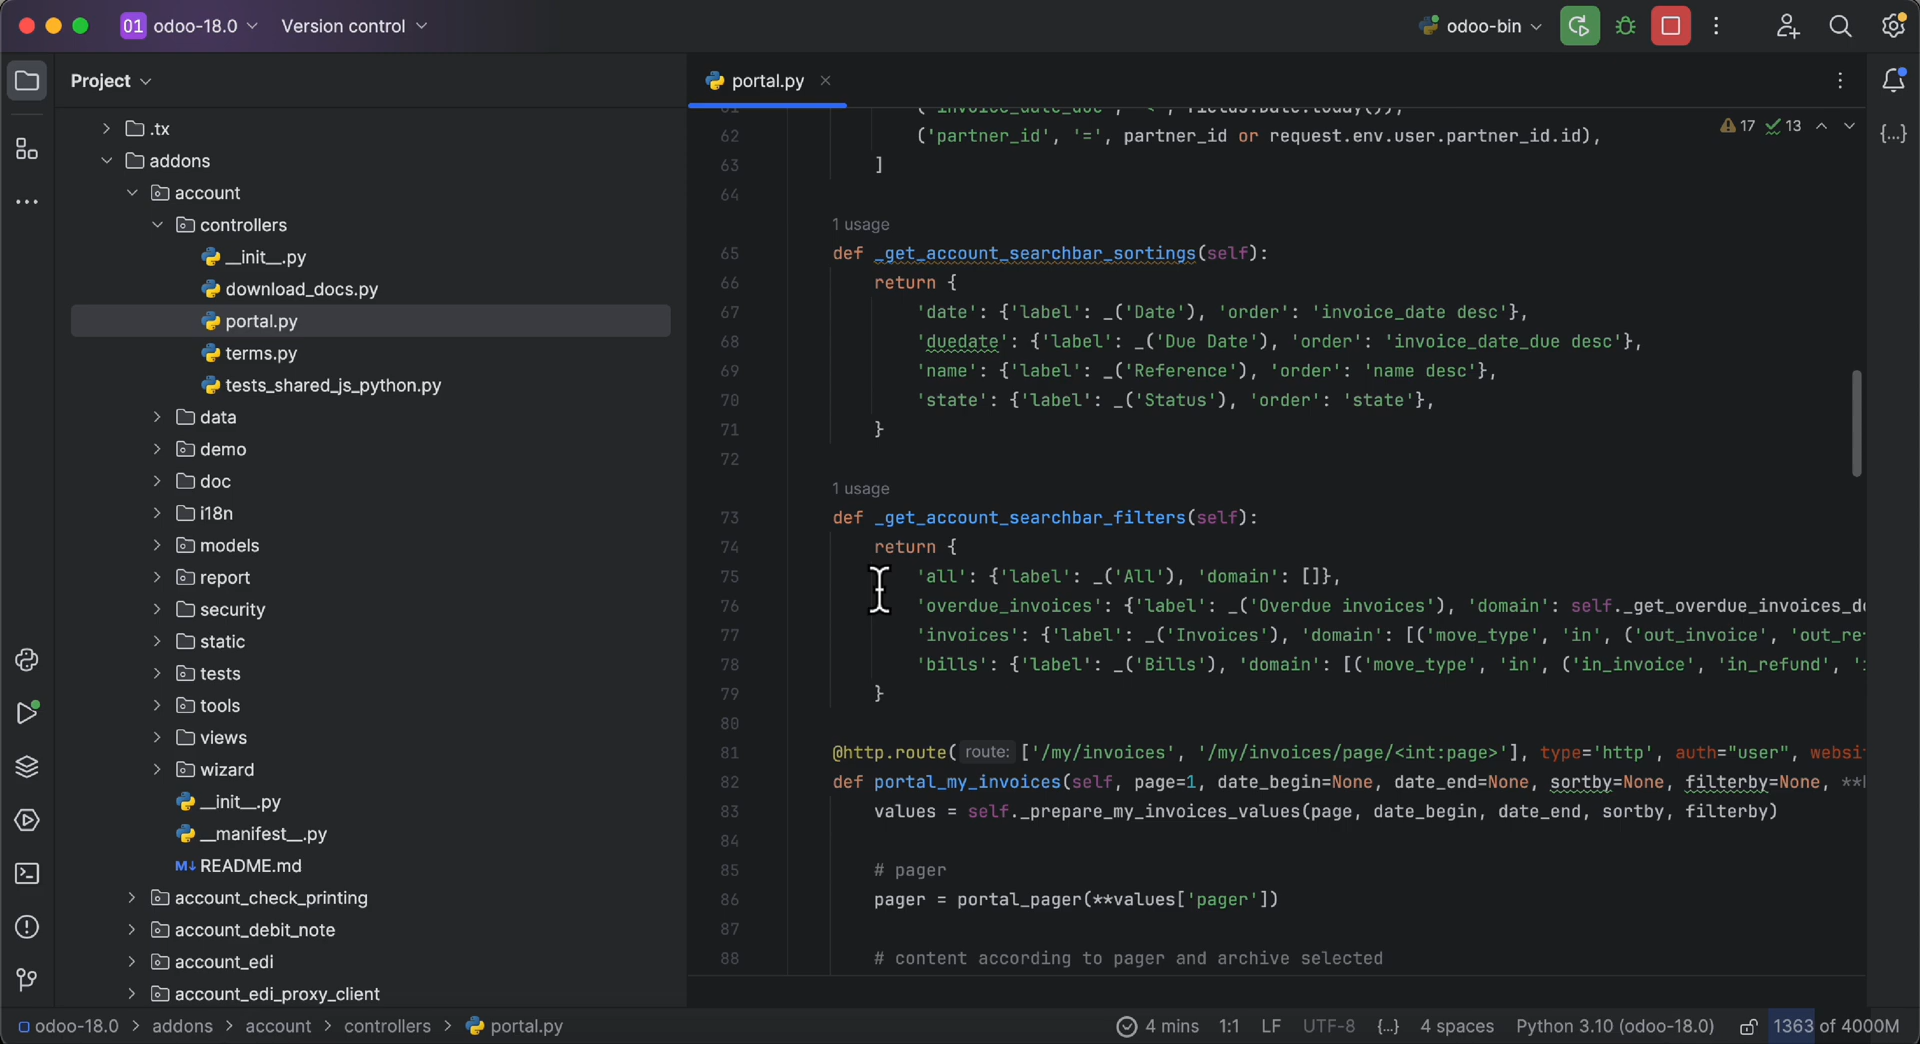 01 odoo-18.0 Version control odoo-bin
Project
portal.py
.tx
addons
account
controllers
__init__.py
download_docs.py
portal.py
terms.py
tests_shared_js_python.py
data
demo
doc
i18n
models
report
security
static
tests
tools
views
wizard
__init__.py
__manifest__.py
M↓ README.md
account_check_printing
account_debit_note
account_edi
account_edi_proxy_client
17 13
{...}
62 ('partner_id', '=', partner_id or request.env.user.partner_id.id),
63 ]
64
1 usage
65 def _get_account_searchbar_sortings(self):
66 return {
67 'date': {'label': _('Date'), 'order': 'invoice_date desc'},
68 'duedate': {'label': _('Due Date'), 'order': 'invoice_date_due desc'},
69 'name': {'label': _('Reference'), 'order': 'name desc'},
70 'state': {'label': _('Status'), 'order': 'state'},
71 }
72
1 usage
73 def _get_account_searchbar_filters(self):
74 return {
75 'all': {'label': _('All'), 'domain': []},
76 'overdue_invoices': {'label': _('Overdue invoices'), 'domain': self._get_overdue_invoices_do
77 'invoices': {'label': _('Invoices'), 'domain': [('move_type', 'in', ('out_invoice', 'out_re
78 'bills': {'label': _('Bills'), 'domain': [('move_type', 'in', ('in_invoice', 'in_refund', '
79 }
80
81 @http.route( route: ['/my/invoices', '/my/invoices/page/<int:page>'], type='http', auth="user", websi
82 def portal_my_invoices(self, page=1, date_begin=None, date_end=None, sortby=None, filterby=None, **
83 values = self._prepare_my_invoices_values(page, date_begin, date_end, sortby, filterby)
84
85 # pager
86 pager = portal_pager(**values['pager'])
87
88 # content according to pager and archive selected
odoo-18.0 > addons > account > controllers > portal.py 4 mins 1:1 LF UTF-8 {...} 4 spaces Python 3.10 (odoo-18.0) 1363 of 4000M